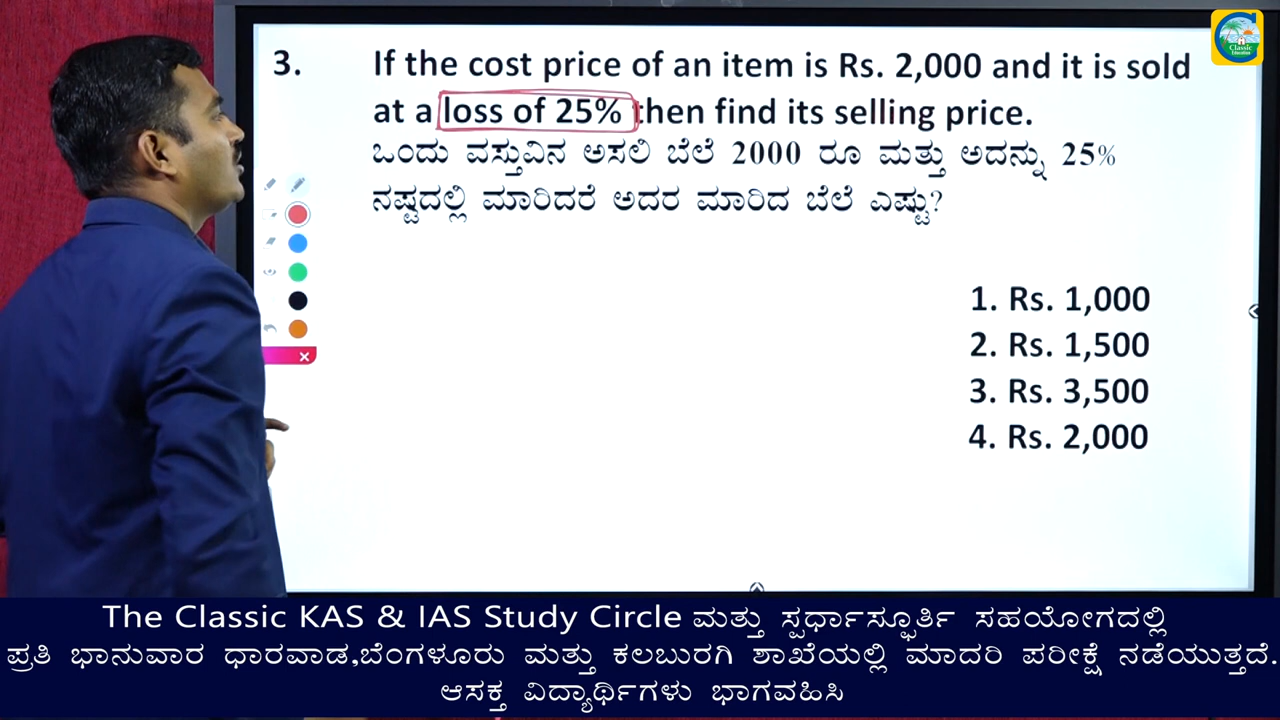 Classic
Education
3. If the cost price of an item is Rs. 2,000 and it is sold
at a loss of 25% then find its selling price.
ಒಂದು ವಸ್ತುವಿನ ಅಸಲಿ ಬೆಲೆ 2000 ರೂ ಮತ್ತು ಅದನ್ನು 25%
ನಷ್ಟದಲ್ಲಿ ಮಾರಿದರೆ ಅದರ ಮಾರಿದ ಬೆಲೆ ಎಷ್ಟು?
1. Rs. 1,000
2. Rs. 1,500
3. Rs. 3,500
4. Rs. 2,000
The Classic KAS & IAS Study Circle ಮತ್ತು ಸ್ಪರ್ಧಾಸ್ಫೂರ್ತಿ ಸಹಯೋಗದಲ್ಲಿ
ಪ್ರತಿ ಭಾನುವಾರ ಧಾರವಾಡ,ಬೆಂಗಳೂರು ಮತ್ತು ಕಲಬುರಗಿ ಶಾಖೆಯಲ್ಲಿ ಮಾದರಿ ಪರೀಕ್ಷೆ ನಡೆಯುತ್ತದೆ.
ಆಸಕ್ತ ವಿದ್ಯಾರ್ಥಿಗಳು ಭಾಗವಹಿಸಿ